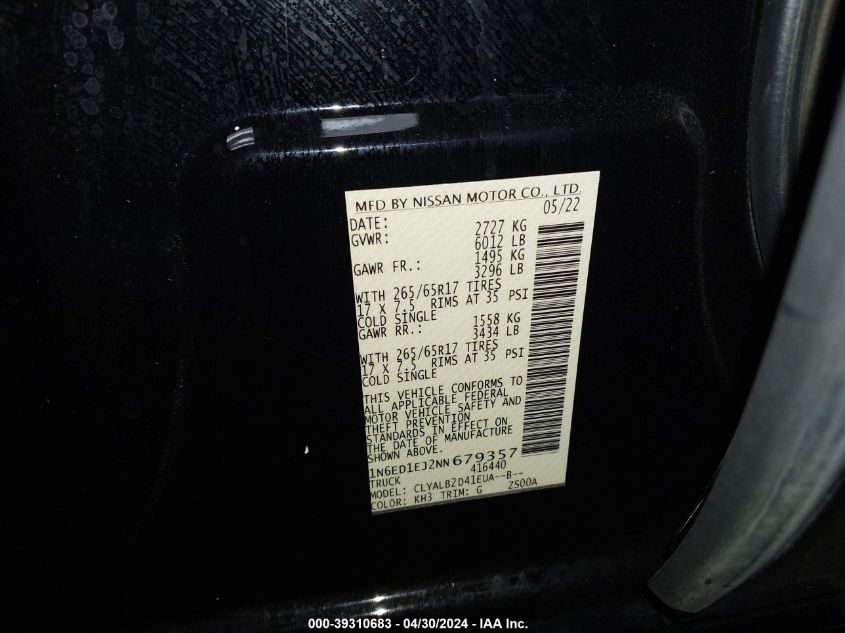 MFD BY NISSAN MOTOR CO., LTD.
DATE: 05/22
GVWR: 2727 KG
6012 LB
GAWR FR.: 1495 KG
3296 LB
WITH 265/65R17 TIRES
17 X 7.5 RIMS AT 35 PSI
COLD SINGLE
GAWR RR.: 1558 KG
3434 LB
WITH 265/65R17 TIRES
17 X 7.5 RIMS AT 35 PSI
COLD SINGLE
THIS VEHICLE CONFORMS TO
ALL APPLICABLE FEDERAL
MOTOR VEHICLE SAFETY AND
THEFT PREVENTION
STANDARDS IN EFFECT ON
THE DATE OF MANUFACTURE
SHOWN ABOVE.
1N6ED1EJ2NN679357
TRUCK 416440
MODEL: CLYALB2D41EUA--B--
COLOR: KH3 TRIM: G ZS00A
000-39310683 - 04/30/2024 - IAA Inc.